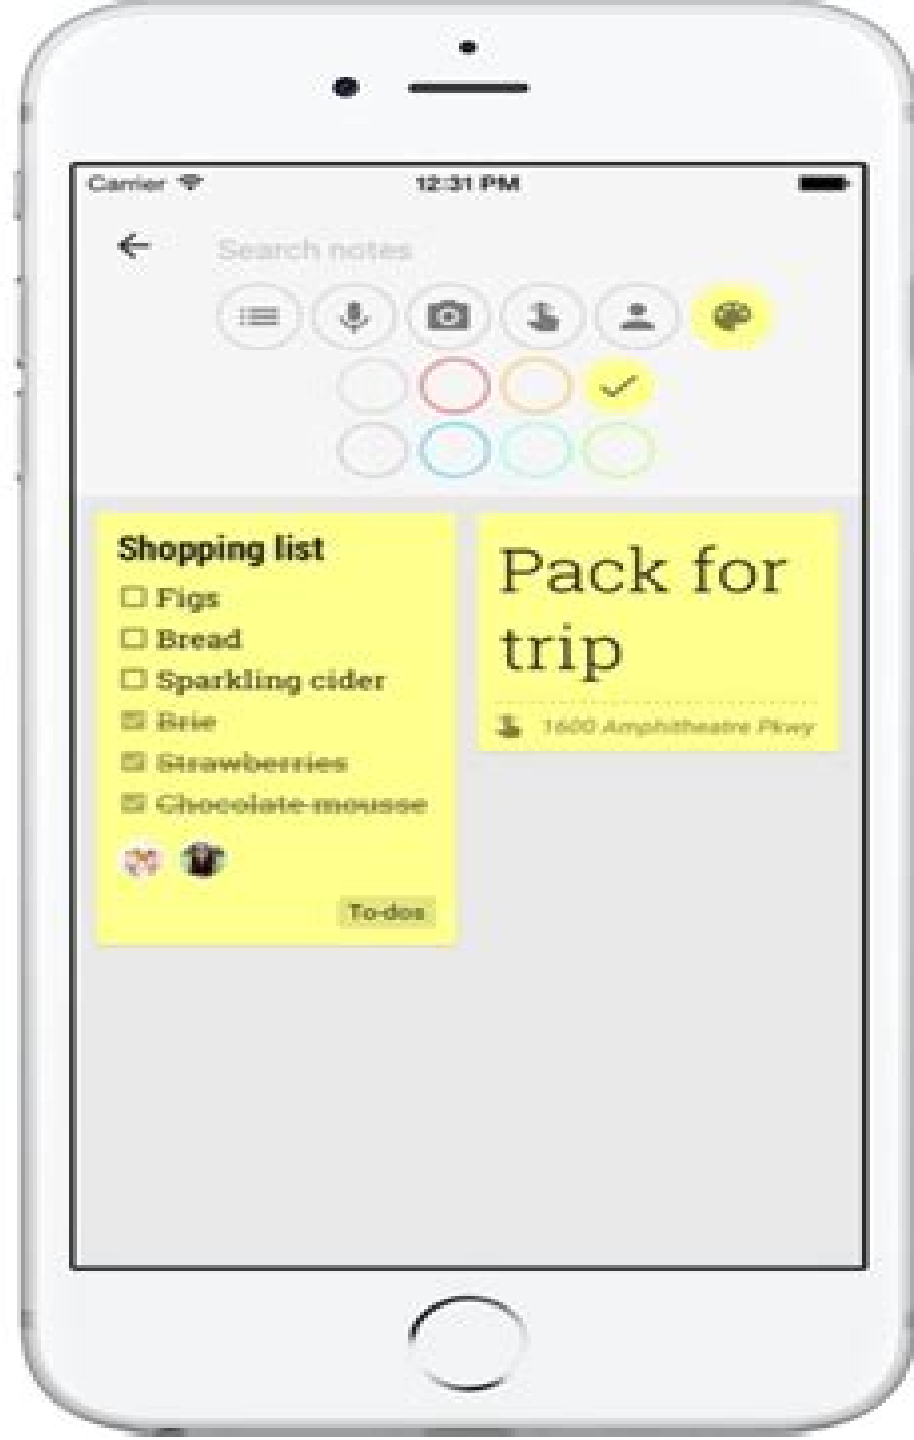 Carrier 12:31 PM
Search notes
Shopping list
Figs
Bread
Sparkling cider
Brie
Strawberries
Chocolate mousse
To-dos
Pack for
trip
1600 Amphitheatre Pkwy